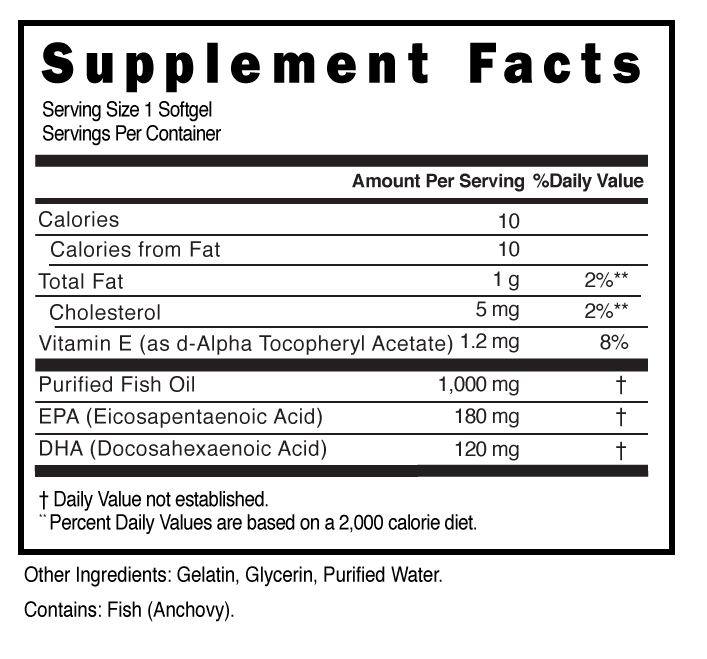 Supplement Facts
Serving Size 1 Softgel
Servings Per Container
Amount Per Serving %Daily Value
Calories 10
Calories from Fat 10
Total Fat 1 g 2%**
Cholesterol 5 mg 2%**
Vitamin E (as d-Alpha Tocopheryl Acetate) 1.2 mg 8%
Purified Fish Oil 1,000 mg †
EPA (Eicosapentaenoic Acid) 180 mg †
DHA (Docosahexaenoic Acid) 120 mg †
† Daily Value not established.
** Percent Daily Values are based on a 2,000 calorie diet.
Other Ingredients: Gelatin, Glycerin, Purified Water.
Contains: Fish (Anchovy).